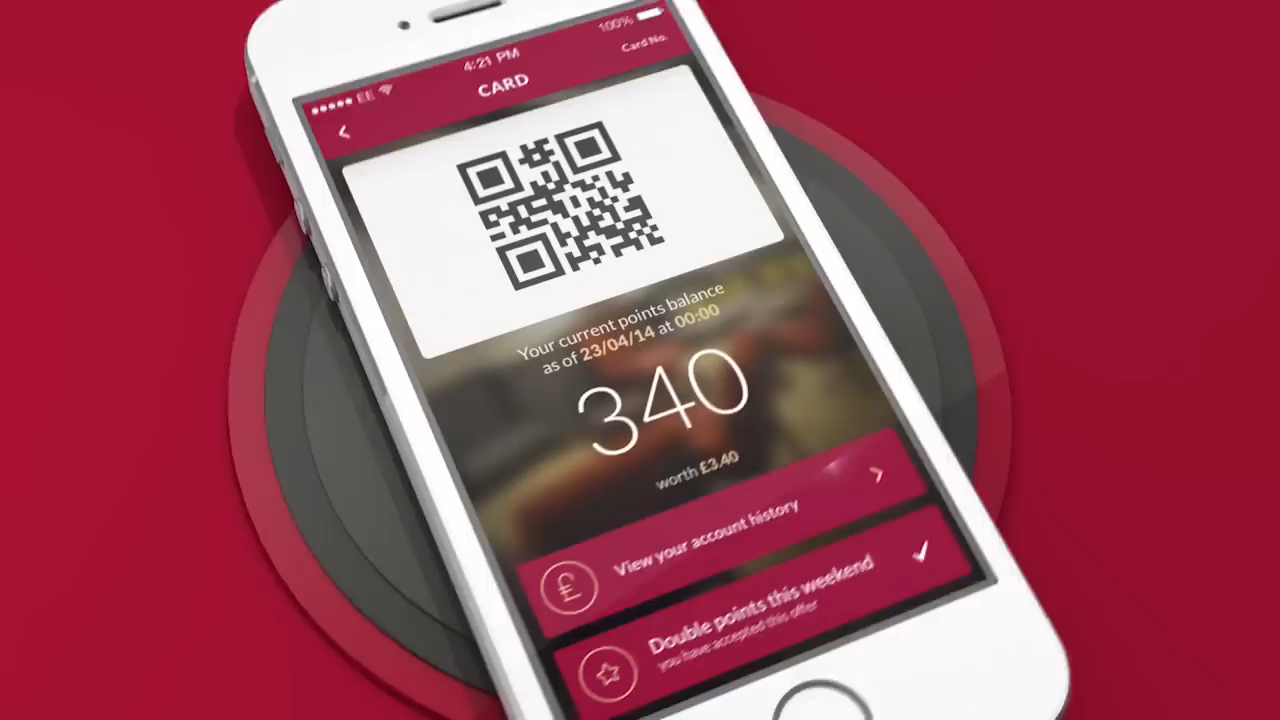 100%
4:21 PM
EE
Card No.
CARD
Your current points balance
as of 23/04/14 at 00:00
340
worth £3.40
£
View your account history
Double points this weekend
you have accepted this offer